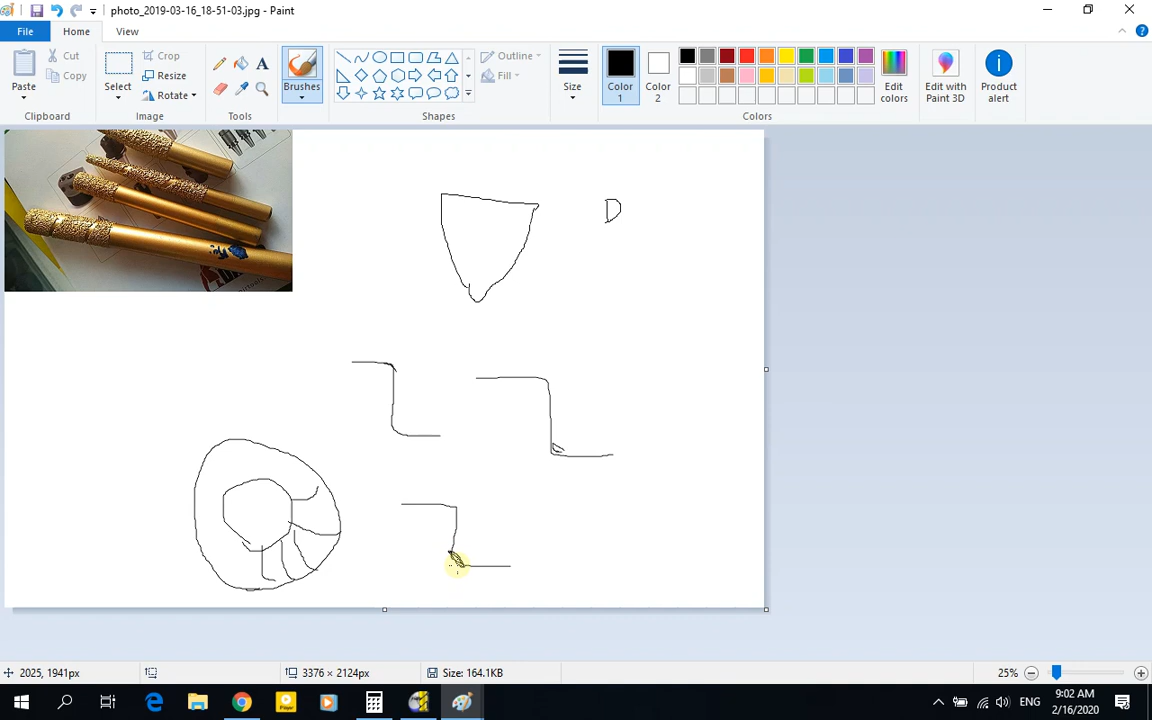 photo_2019-03-16_18-51-03.jpg - Paint
File Home View
Paste
Cut
Copy
Clipboard
Select
Crop
Resize
Rotate
Image
Tools
Brushes
Shapes
Outline
Fill
Size
Color
1
Color
2
Colors
Edit
colors
Edit with
Paint 3D
Product
alert
D
2025, 1941px 3376 × 2124px Size: 164.1KB 25%
ENG
9:02 AM
2/16/2020